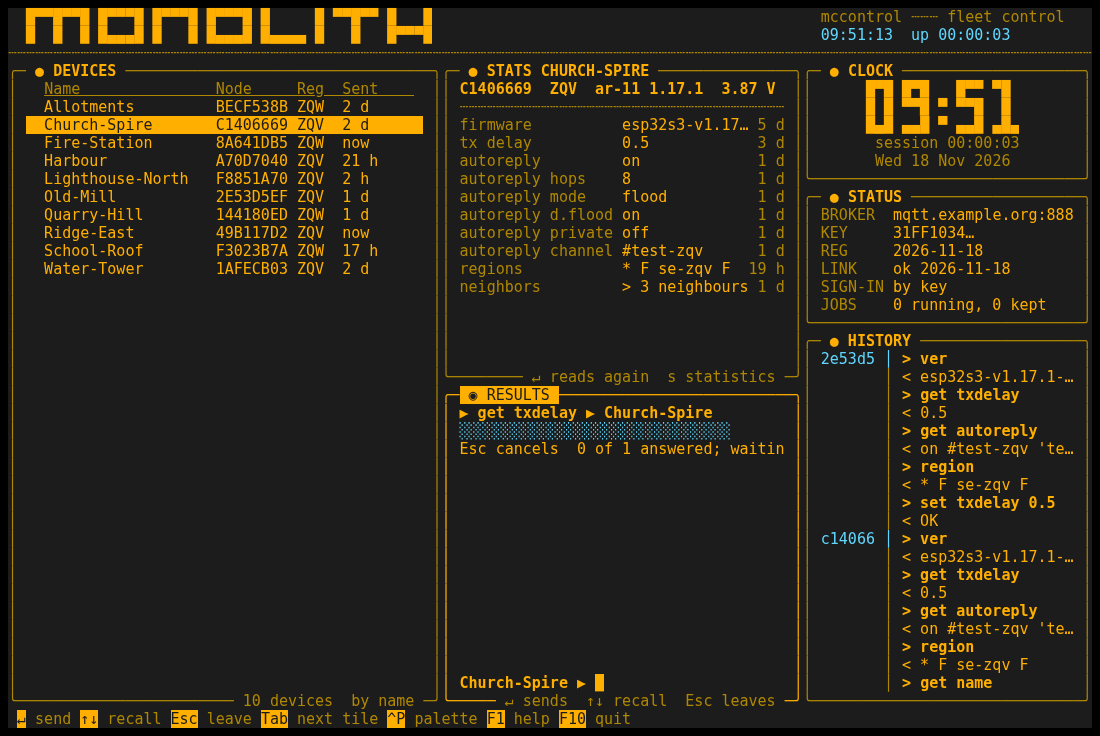 MONOLITH
mccontrol ┄┄┄ fleet control
09:51:13 up 00:00:03
● DEVICES
Name Node Reg Sent
Allotments BECF538B ZQW 2 d
Church-Spire C1406669 ZQV 2 d
Fire-Station 8A641DB5 ZQW now
Harbour A70D7040 ZQV 21 h
Lighthouse-North F8851A70 ZQV 2 h
Old-Mill 2E53D5EF ZQV 1 d
Quarry-Hill 144180ED ZQW 1 d
Ridge-East 49B117D2 ZQV now
School-Roof F3023B7A ZQW 17 h
Water-Tower 1AFECB03 ZQV 2 d
10 devices by name
● STATS CHURCH-SPIRE
C1406669 ZQV ar-11 1.17.1 3.87 V
firmware esp32s3-v1.17… 5 d
tx delay 0.5 3 d
autoreply on 1 d
autoreply hops 8 1 d
autoreply mode flood 1 d
autoreply d.flood on 1 d
autoreply private off 1 d
autoreply channel #test-zqv 1 d
regions * F se-zqv F 19 h
neighbors > 3 neighbours 1 d
↵ reads again s statistics
◉ RESULTS
▶ get txdelay ▶ Church-Spire
Esc cancels 0 of 1 answered; waitin
Church-Spire ▶
↵ sends ↑↓ recall Esc leaves
● CLOCK
09:51
session 00:00:03
Wed 18 Nov 2026
● STATUS
BROKER mqtt.example.org:888
KEY 31FF1034…
REG 2026-11-18
LINK ok 2026-11-18
SIGN-IN by key
JOBS 0 running, 0 kept
● HISTORY
2e53d5 │ > ver
< esp32s3-v1.17.1-…
> get txdelay
< 0.5
> get autoreply
< on #test-zqv 'te…
> region
< * F se-zqv F
> set txdelay 0.5
< OK
c14066 │ > ver
< esp32s3-v1.17.1-…
> get txdelay
< 0.5
> get autoreply
< on #test-zqv 'te…
> region
< * F se-zqv F
> get name
↵ send ↑↓ recall Esc leave Tab next tile ^P palette F1 help F10 quit